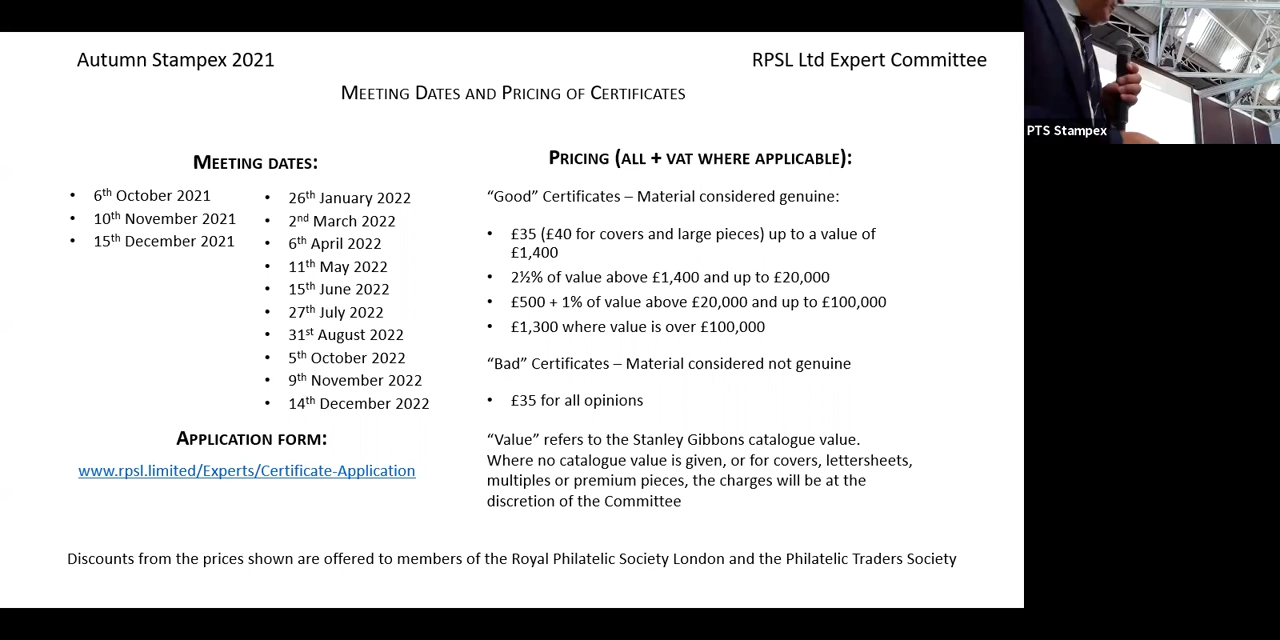 Autumn Stampex 2021
RPSL Ltd Expert Committee
Meeting Dates and Pricing of Certificates
Meeting dates:
• 6th October 2021
• 10th November 2021
• 15th December 2021
• 26th January 2022
• 2nd March 2022
• 6th April 2022
• 11th May 2022
• 15th June 2022
• 27th July 2022
• 31st August 2022
• 5th October 2022
• 9th November 2022
• 14th December 2022
Application form:
www.rpsl.limited/Experts/Certificate-Application
Pricing (all + vat where applicable):
“Good” Certificates – Material considered genuine:
• £35 (£40 for covers and large pieces) up to a value of
£1,400
• 2½% of value above £1,400 and up to £20,000
• £500 + 1% of value above £20,000 and up to £100,000
• £1,300 where value is over £100,000
“Bad” Certificates – Material considered not genuine
• £35 for all opinions
“Value” refers to the Stanley Gibbons catalogue value.
Where no catalogue value is given, or for covers, lettersheets,
multiples or premium pieces, the charges will be at the
discretion of the Committee
Discounts from the prices shown are offered to members of the Royal Philatelic Society London and the Philatelic Traders Society
PTS Stampex